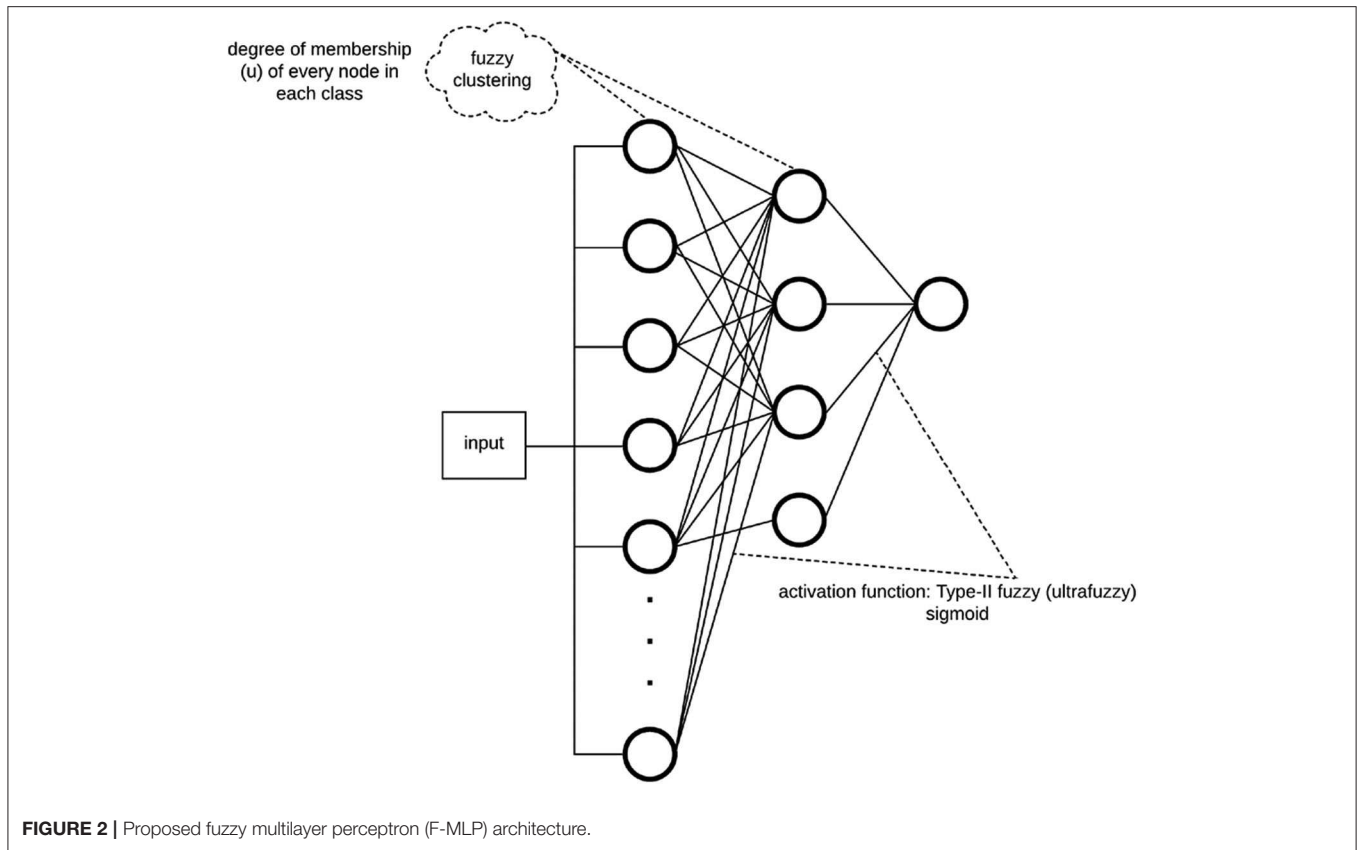 degree of membership
(u) of every node in
each class
fuzzy
clustering
input
activation function: Type-II fuzzy (ultrafuzzy)
sigmoid
FIGURE 2 | Proposed fuzzy multilayer perceptron (F-MLP) architecture.